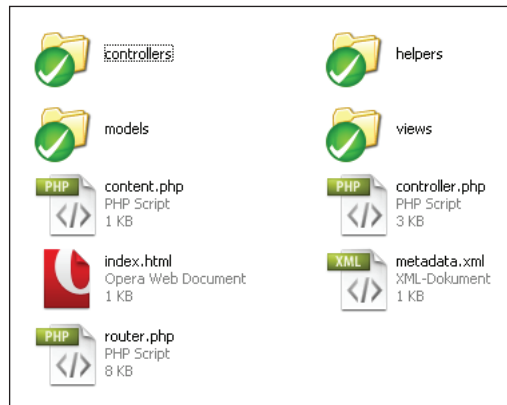 controllers
helpers
models
views
PHP
content.php
PHP Script
1 KB
PHP
controller.php
PHP Script
3 KB
index.html
Opera Web Document
1 KB
XML
metadata.xml
XML-Dokument
1 KB
PHP
router.php
PHP Script
8 KB